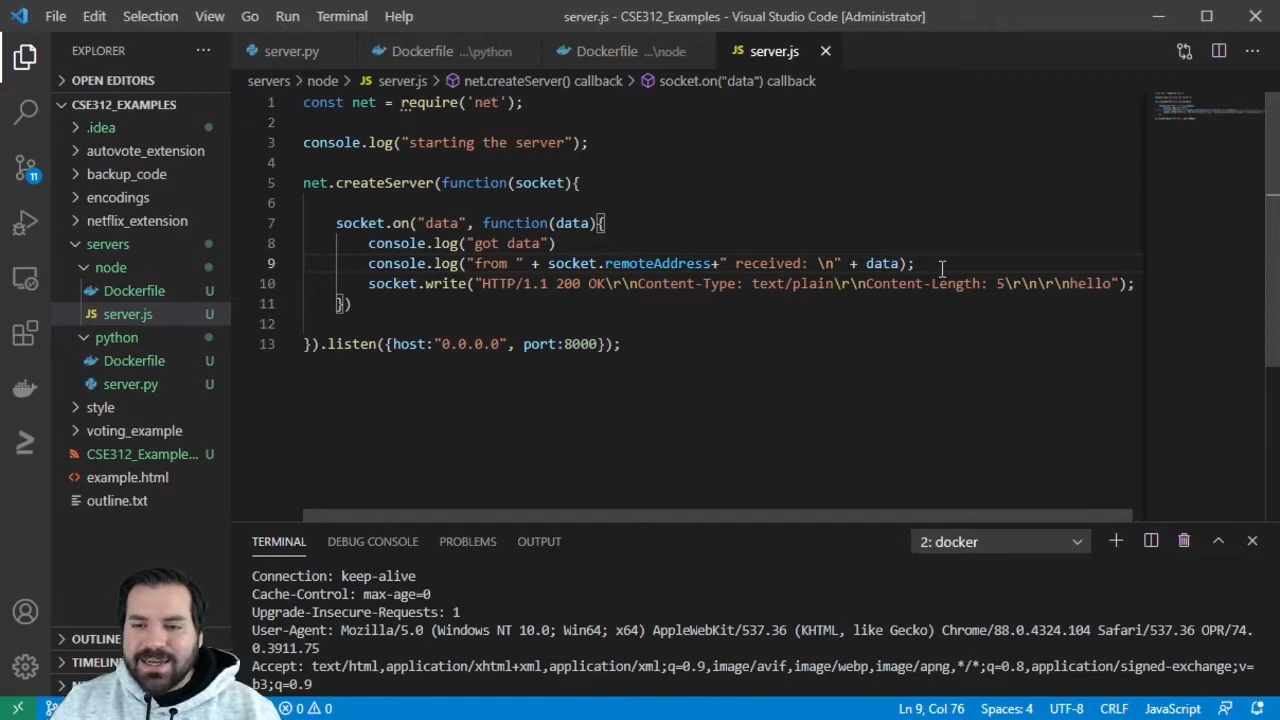 File Edit Selection View Go Run Terminal Help server.js - CSE312_Examples - Visual Studio Code [Administrator]
EXPLORER
server.py Dockerfile ...\python Dockerfile ...\node JS server.js
servers > node > JS server.js > net.createServer() callback > socket.on("data") callback
OPEN EDITORS
CSE312_EXAMPLES
.idea
autovote_extension
backup_code
encodings
netflix_extension
servers
node
Dockerfile U
JS server.js U
python
Dockerfile U
server.py U
style
voting_example
CSE312_Example... U
example.html
outline.txt
OUTLINE
TIMELIN
11
1 const net = require('net');
2
3 console.log("starting the server");
4
5 net.createServer(function(socket){
6
7 socket.on("data", function(data){
8 console.log("got data")
9 console.log("from " + socket.remoteAddress+" received: \n" + data);
10 socket.write("HTTP/1.1 200 OK\r\nContent-Type: text/plain\r\nContent-Length: 5\r\n\r\nhello");
11 })
12
13 }).listen({host:"0.0.0.0", port:8000});
TERMINAL DEBUG CONSOLE PROBLEMS OUTPUT 2: docker
Connection: keep-alive
Cache-Control: max-age=0
Upgrade-Insecure-Requests: 1
User-Agent: Mozilla/5.0 (Windows NT 10.0; Win64; x64) AppleWebKit/537.36 (KHTML, like Gecko) Chrome/88.0.4324.104 Safari/537.36 OPR/74.
0.3911.75
Accept: text/html,application/xhtml+xml,application/xml;q=0.9,image/avif,image/webp,image/apng,*/*;q=0.8,application/signed-exchange;v=
b3;q=0.9
0 0 Ln 9, Col 76 Spaces: 4 UTF-8 CRLF JavaScript